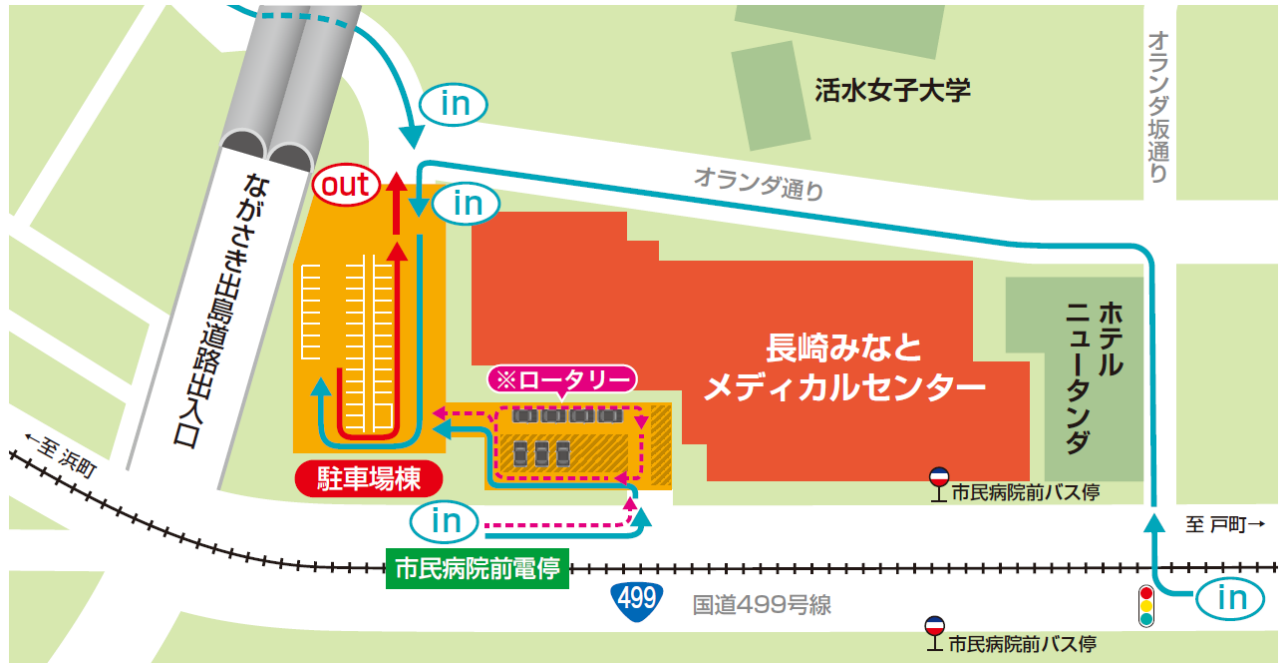 in
活水女子大学
オランダ坂通り
out
in
オランダ通り
ながさき出島道路出入口
長崎みなと
メディカルセンター
ホテル
ニュータンダ
※ロータリー
←至 浜町
駐車場棟
市民病院前バス停
in
至 戸町→
市民病院前電停
499
国道499号線
in
市民病院前バス停